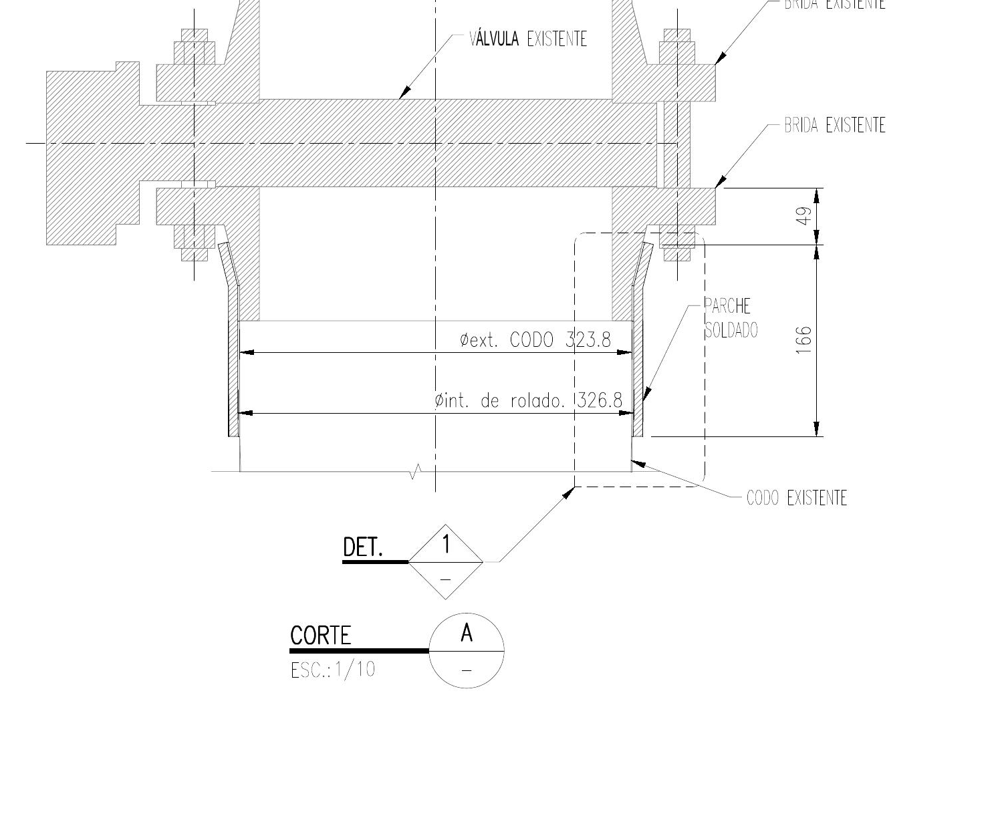 BRIDA EXISTENTE
VÁLVULA EXISTENTE
BRIDA EXISTENTE
49
PARCHE
SOLDADO
166
Øext. CODO 323.8
Øint. de rolado. 326.8
CODO EXISTENTE
DET.
1
–
CORTE
A
ESC.:1/10
–